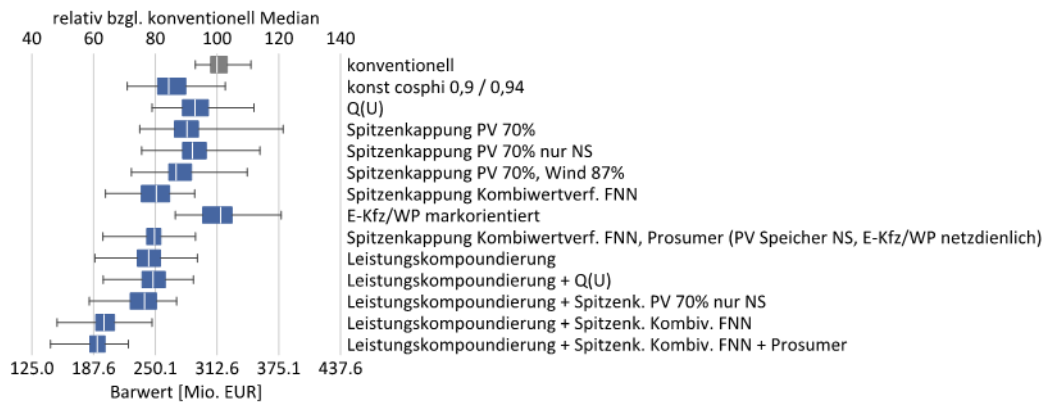 relativ bzgl. konventionell Median
40 60 80 100 120 140
konventionell
konst cosphi 0,9 / 0,94
Q(U)
Spitzenkappung PV 70%
Spitzenkappung PV 70% nur NS
Spitzenkappung PV 70%, Wind 87%
Spitzenkappung Kombiwertverf. FNN
E-Kfz/WP markorientiert
Spitzenkappung Kombiwertverf. FNN, Prosumer (PV Speicher NS, E-Kfz/WP netzdienlich)
Leistungskompoundierung
Leistungskompoundierung + Q(U)
Leistungskompoundierung + Spitzenk. PV 70% nur NS
Leistungskompoundierung + Spitzenk. Kombiv. FNN
Leistungskompoundierung + Spitzenk. Kombiv. FNN + Prosumer
125.0 187.6 250.1 312.6 375.1 437.6
Barwert [Mio. EUR]